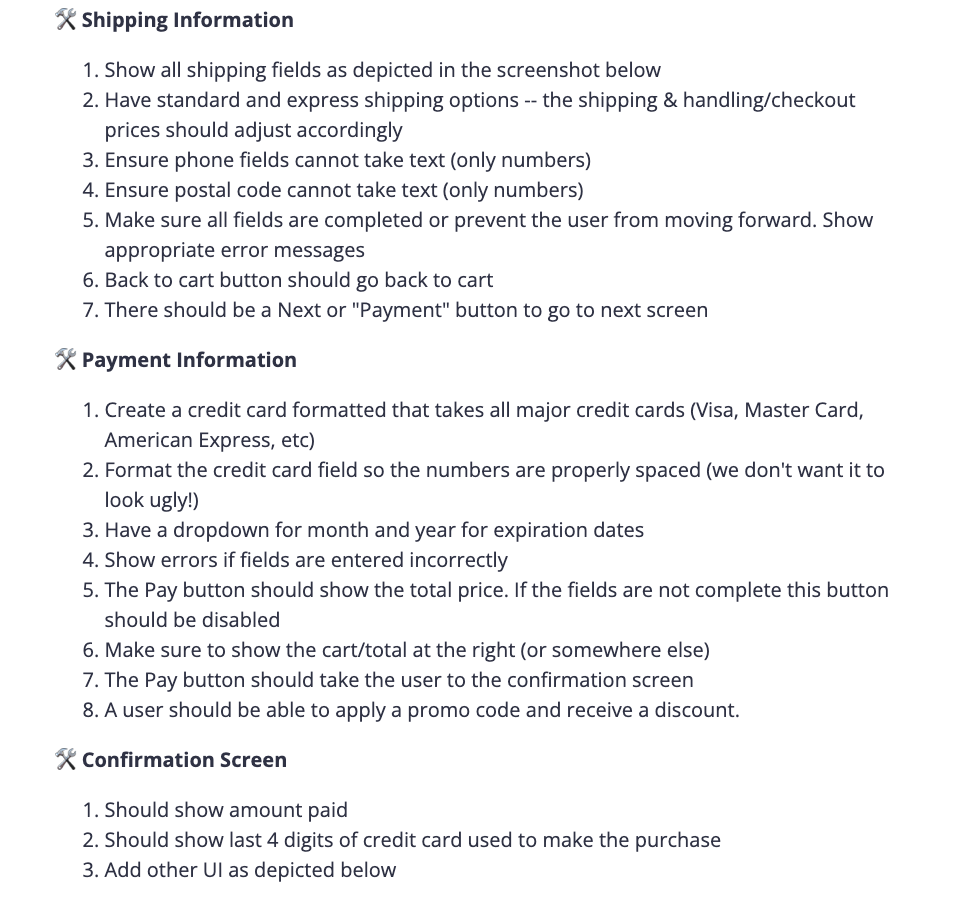 🛠 Shipping Information
1. Show all shipping fields as depicted in the screenshot below
2. Have standard and express shipping options -- the shipping & handling/checkout
prices should adjust accordingly
3. Ensure phone fields cannot take text (only numbers)
4. Ensure postal code cannot take text (only numbers)
5. Make sure all fields are completed or prevent the user from moving forward. Show
appropriate error messages
6. Back to cart button should go back to cart
7. There should be a Next or "Payment" button to go to next screen
🛠 Payment Information
1. Create a credit card formatted that takes all major credit cards (Visa, Master Card,
American Express, etc)
2. Format the credit card field so the numbers are properly spaced (we don't want it to
look ugly!)
3. Have a dropdown for month and year for expiration dates
4. Show errors if fields are entered incorrectly
5. The Pay button should show the total price. If the fields are not complete this button
should be disabled
6. Make sure to show the cart/total at the right (or somewhere else)
7. The Pay button should take the user to the confirmation screen
8. A user should be able to apply a promo code and receive a discount.
🛠 Confirmation Screen
1. Should show amount paid
2. Should show last 4 digits of credit card used to make the purchase
3. Add other UI as depicted below